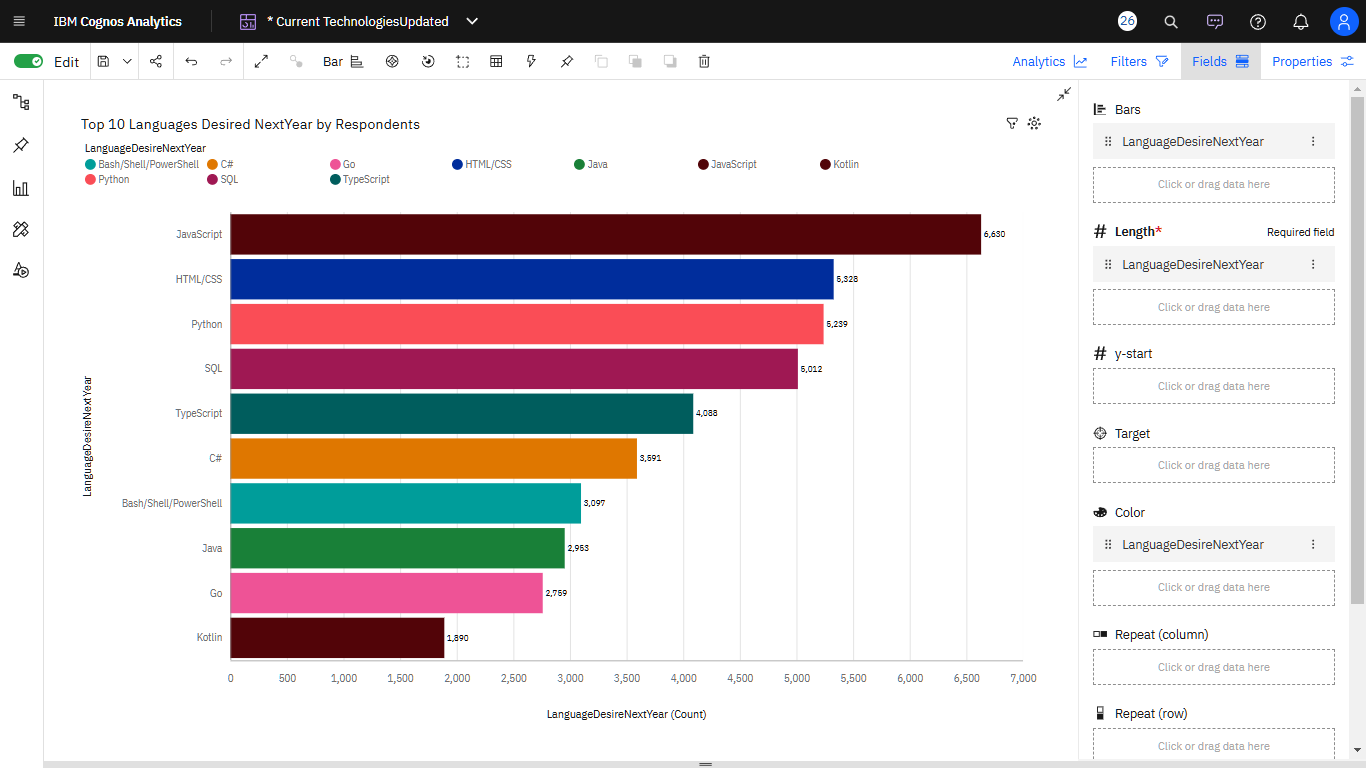 IBM Cognos Analytics
* Current TechnologiesUpdated
26
Edit
Bar
Analytics
Filters
Fields
Properties
Top 10 Languages Desired NextYear by Respondents
LanguageDesireNextYear
Bash/Shell/PowerShell C# Go HTML/CSS Java JavaScript Kotlin
Python SQL TypeScript
LanguageDesireNextYear
JavaScript 6,630
HTML/CSS 5,328
Python 5,239
SQL 5,012
TypeScript 4,088
C# 3,591
Bash/Shell/PowerShell 3,097
Java 2,953
Go 2,759
Kotlin 1,890
0 500 1,000 1,500 2,000 2,500 3,000 3,500 4,000 4,500 5,000 5,500 6,000 6,500 7,000
LanguageDesireNextYear (Count)
Bars
LanguageDesireNextYear
Click or drag data here
# Length* Required field
LanguageDesireNextYear
Click or drag data here
# y-start
Click or drag data here
Target
Click or drag data here
Color
LanguageDesireNextYear
Click or drag data here
Repeat (column)
Click or drag data here
Repeat (row)
Click or drag data here